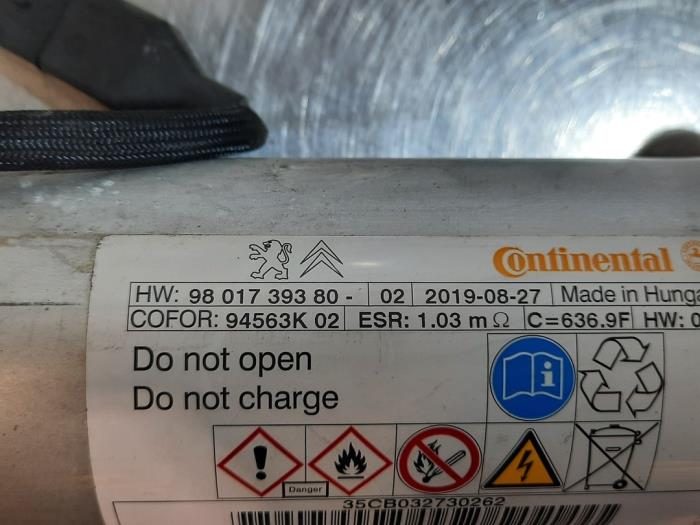 Continental
HW: 98 017 393 80 - 02 2019-08-27 Made in Hunga
COFOR: 94563K 02 ESR: 1.03 mΩ C=636.9F HW: 0
Do not open
Do not charge
Danger
35CB032730262